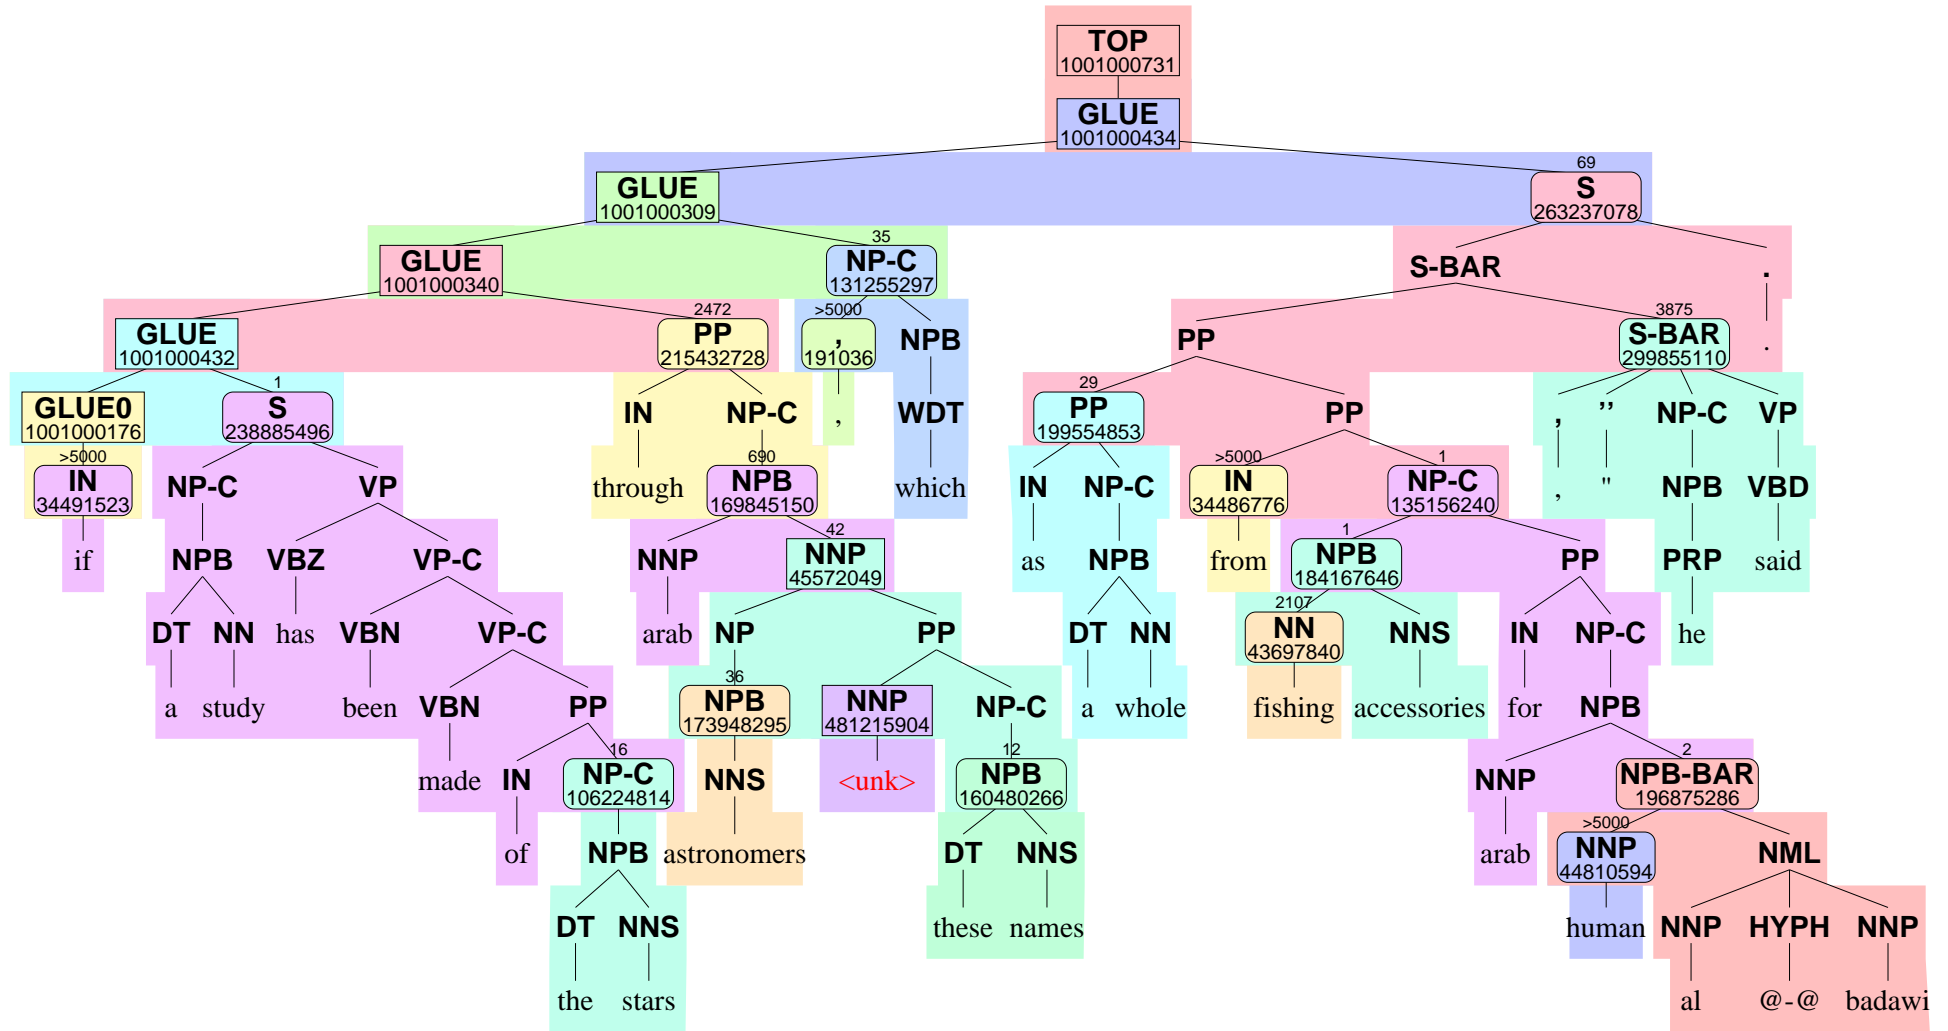 TOP
1001000731
GLUE
1001000434
69
GLUE S
1001000309 263237078
35
GLUE NP-C S-BAR .
1001000340 131255297
2472 >5000 3875
GLUE PP , NPB PP S-BAR .
1001000432 215432728 191036 299855110
1 29
GLUE0 S IN NP-C , WDT PP PP , ’’ NP-C VP
1001000176 238885496 199554853
>5000 690 >5000 1
IN NP-C VP through NPB which IN NP-C IN NP-C , " NPB VBD
34491523 169845150 34486776 135156240
42 1
if NPB VBZ VP-C NNP NNP as NPB from NPB PP PRP said
45572049 184167646
2107
DT NN has VBN VP-C arab NP PP DT NN NN NNS IN NP-C he
43697840
36
a study been VBN PP NPB NNP NP-C a whole fishing accessories for NPB
173948295 481215904
16 12 2
made IN NP-C NNS <unk> NPB NNP NPB-BAR
106224814 160480266 196875286
>5000
of NPB astronomers DT NNS arab NNP NML
44810594
DT NNS these names human NNP HYPH NNP
the stars al @-@ badawi